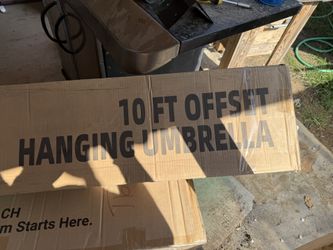 10 FT OFFSET
HANGING UMBRELLA
CH
m Starts Here.